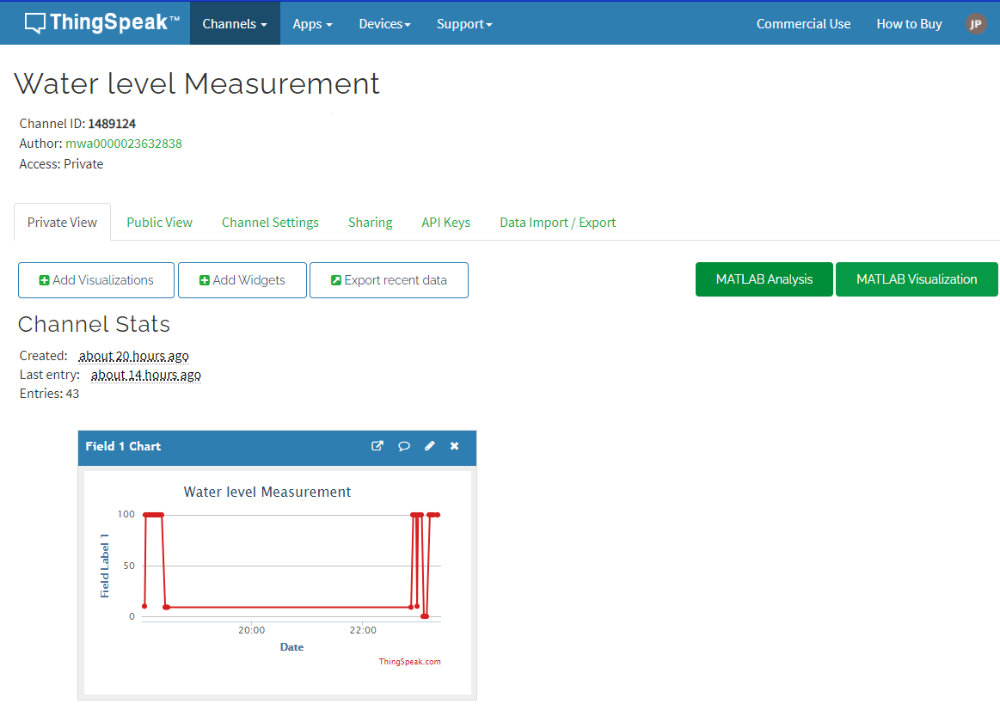 ThingSpeak™ Channels Apps Devices Support Commercial Use How to Buy JP
Water level Measurement
Channel ID: 1489124
Author: mwa0000023632838
Access: Private
Private View Public View Channel Settings Sharing API Keys Data Import / Export
Add Visualizations Add Widgets Export recent data MATLAB Analysis MATLAB Visualization
Channel Stats
Created: about 20 hours ago
Last entry: about 14 hours ago
Entries: 43
Field 1 Chart
Water level Measurement
Field Label 1
100
50
0
20:00 22:00
Date
ThingSpeak.com